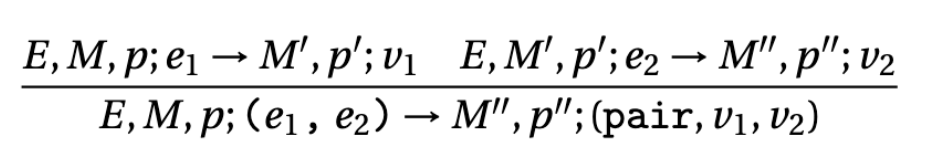 E, M, p; e₁ → M′, p′; v₁    E, M′, p′; e₂ → M″, p″; v₂
E, M, p; (e₁, e₂) → M″, p″; (pair, v₁, v₂)